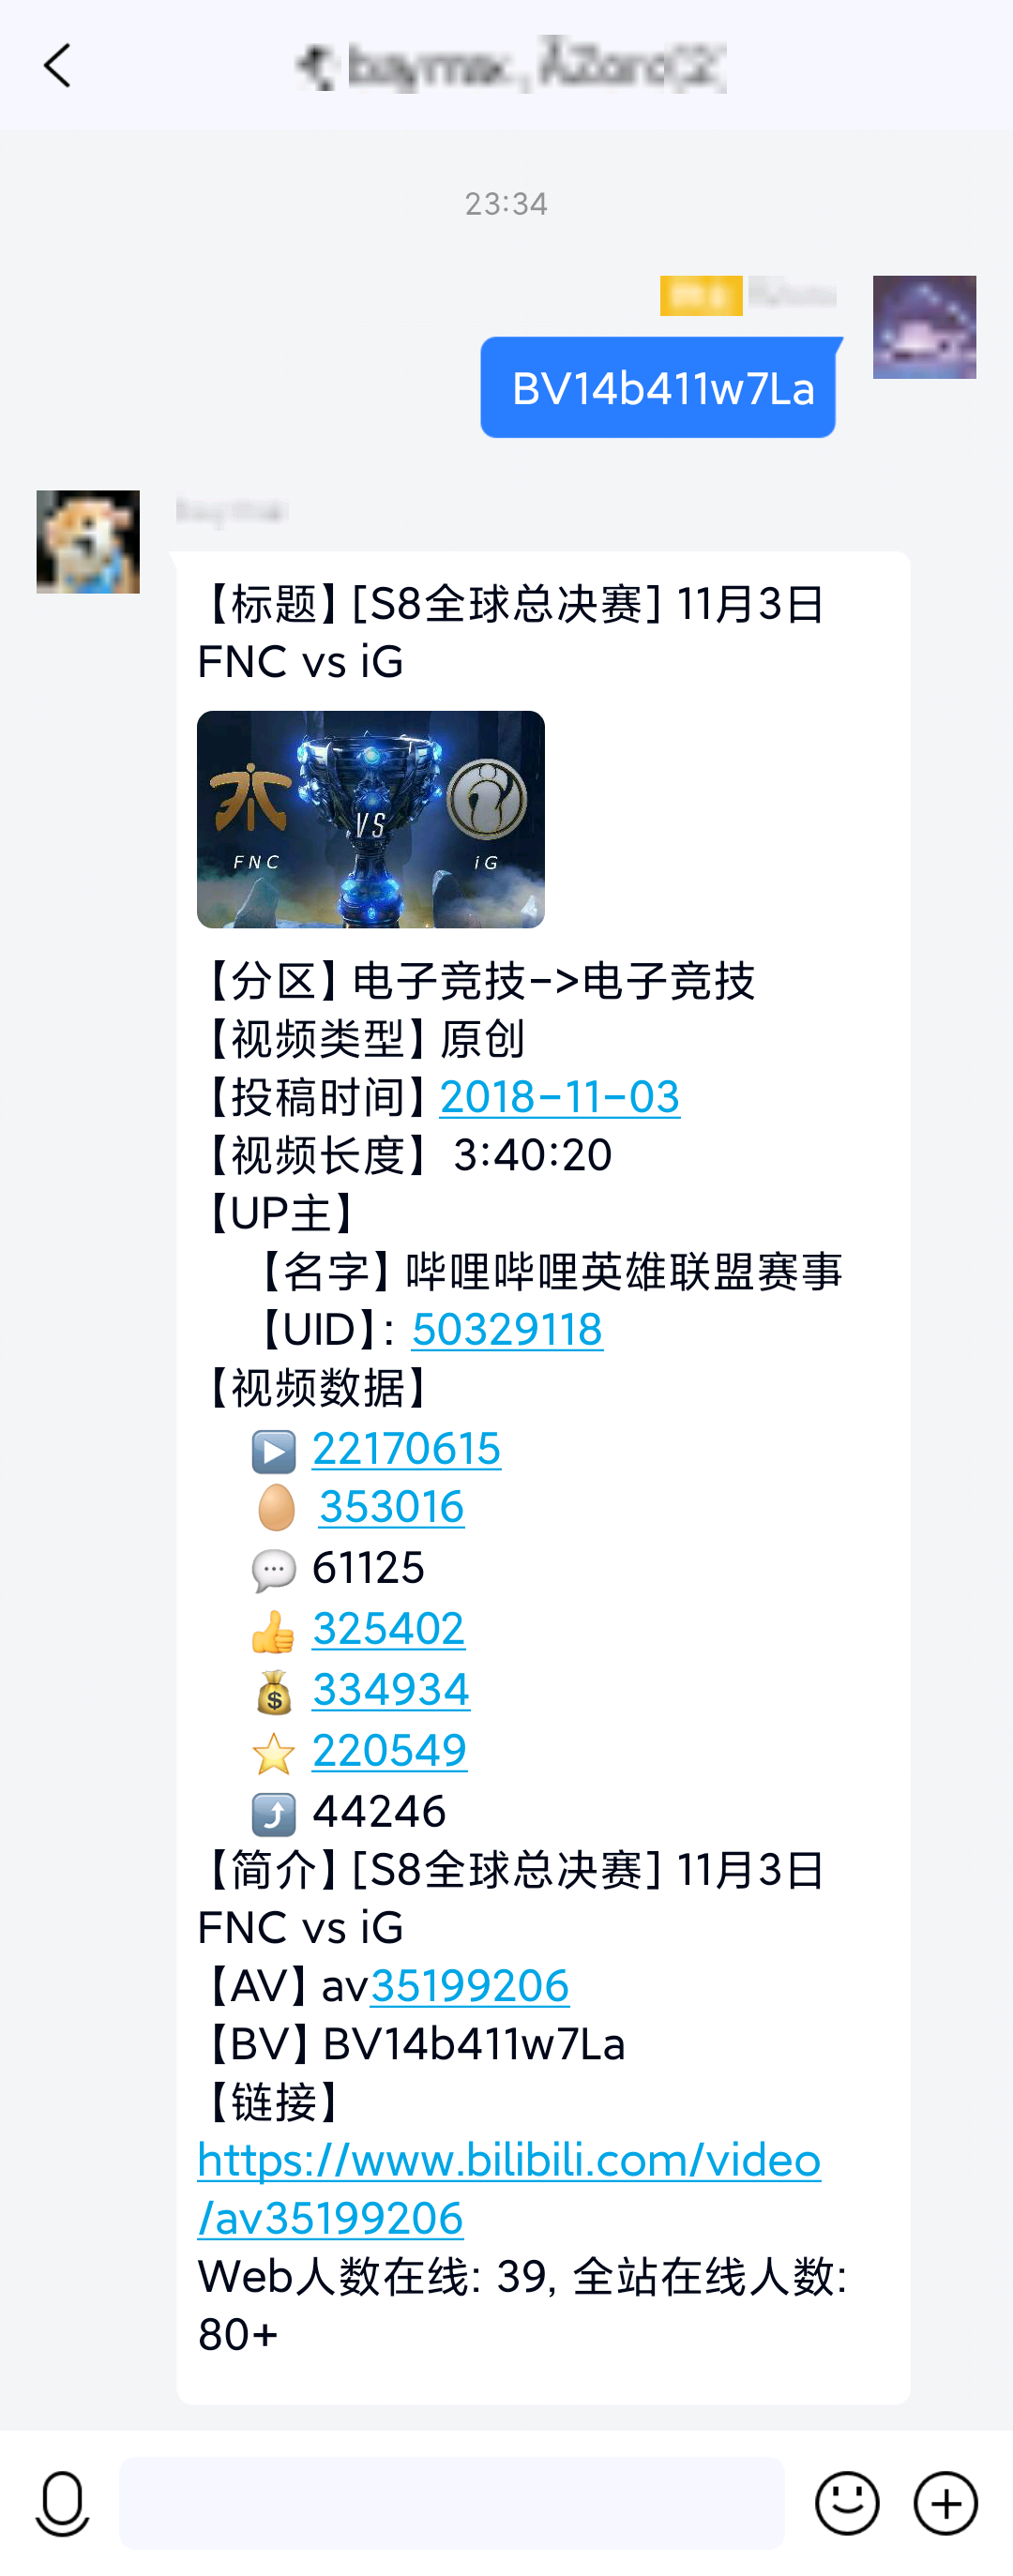 23:34
BV14b411w7La
【标题】[S8全球总决赛] 11月3日
FNC vs iG
VS
FNC
iG
【分区】电子竞技->电子竞技
【视频类型】原创
【投稿时间】2018-11-03
【视频长度】 3:40:20
【UP主】
【名字】哔哩哔哩英雄联盟赛事
【UID】: 50329118
【视频数据】
22170615
353016
61125
325402
334934
220549
44246
【简介】[S8全球总决赛] 11月3日
FNC vs iG
【AV】av35199206
【BV】BV14b411w7La
【链接】
https://www.bilibili.com/video
/av35199206
Web人数在线: 39, 全站在线人数:
80+